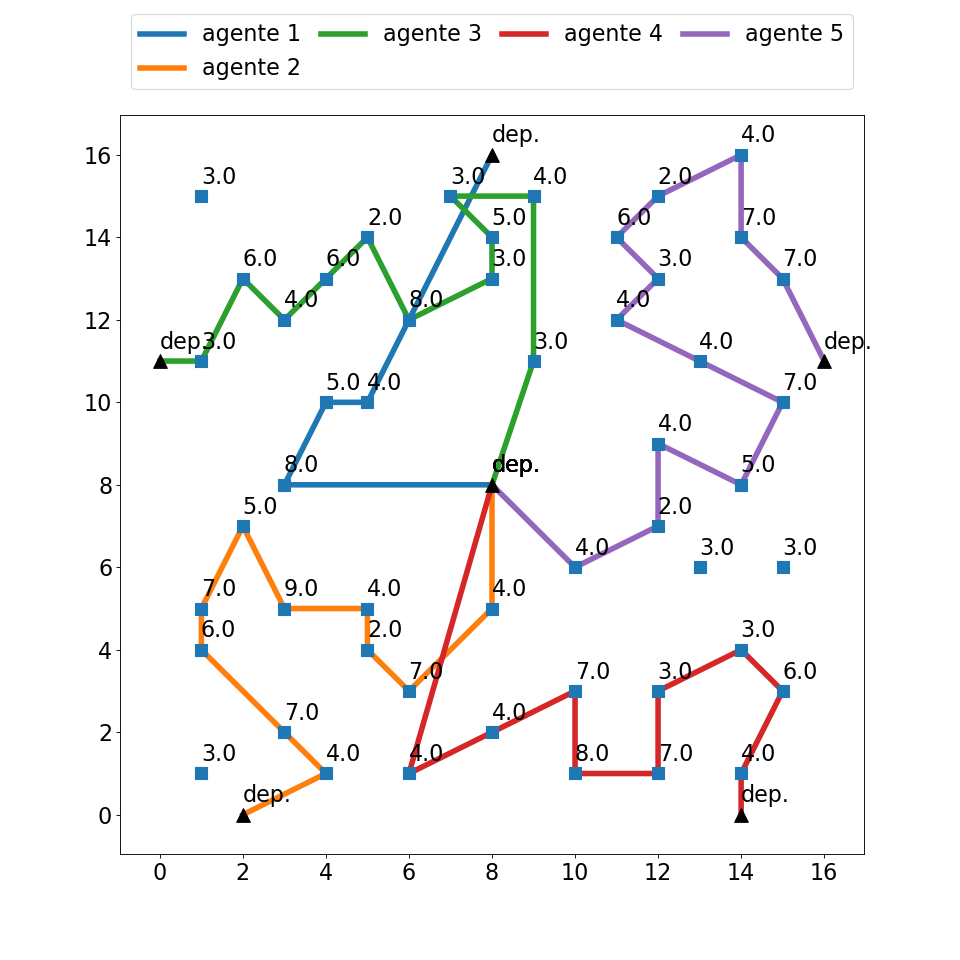 agente 1 agente 3 agente 4 agente 5
agente 2
dep. 4.0
16
3.0 3.0 4.0 2.0
2.0 5.0 6.0 7.0
14
6.0 6.0 3.0 3.0 7.0
4.0 8.0 4.0
12
dep. 3.0 3.0 4.0 dep.
5.0 4.0 7.0
10
4.0
8.0 dep. 5.0
8
5.0 2.0
4.0 3.0 3.0
6
7.0 9.0 4.0 4.0
6.0 2.0 3.0
4
7.0 7.0 3.0 6.0
7.0 4.0
2
3.0 4.0 4.0 8.0 7.0 4.0
dep. dep.
0
0 2 4 6 8 10 12 14 16